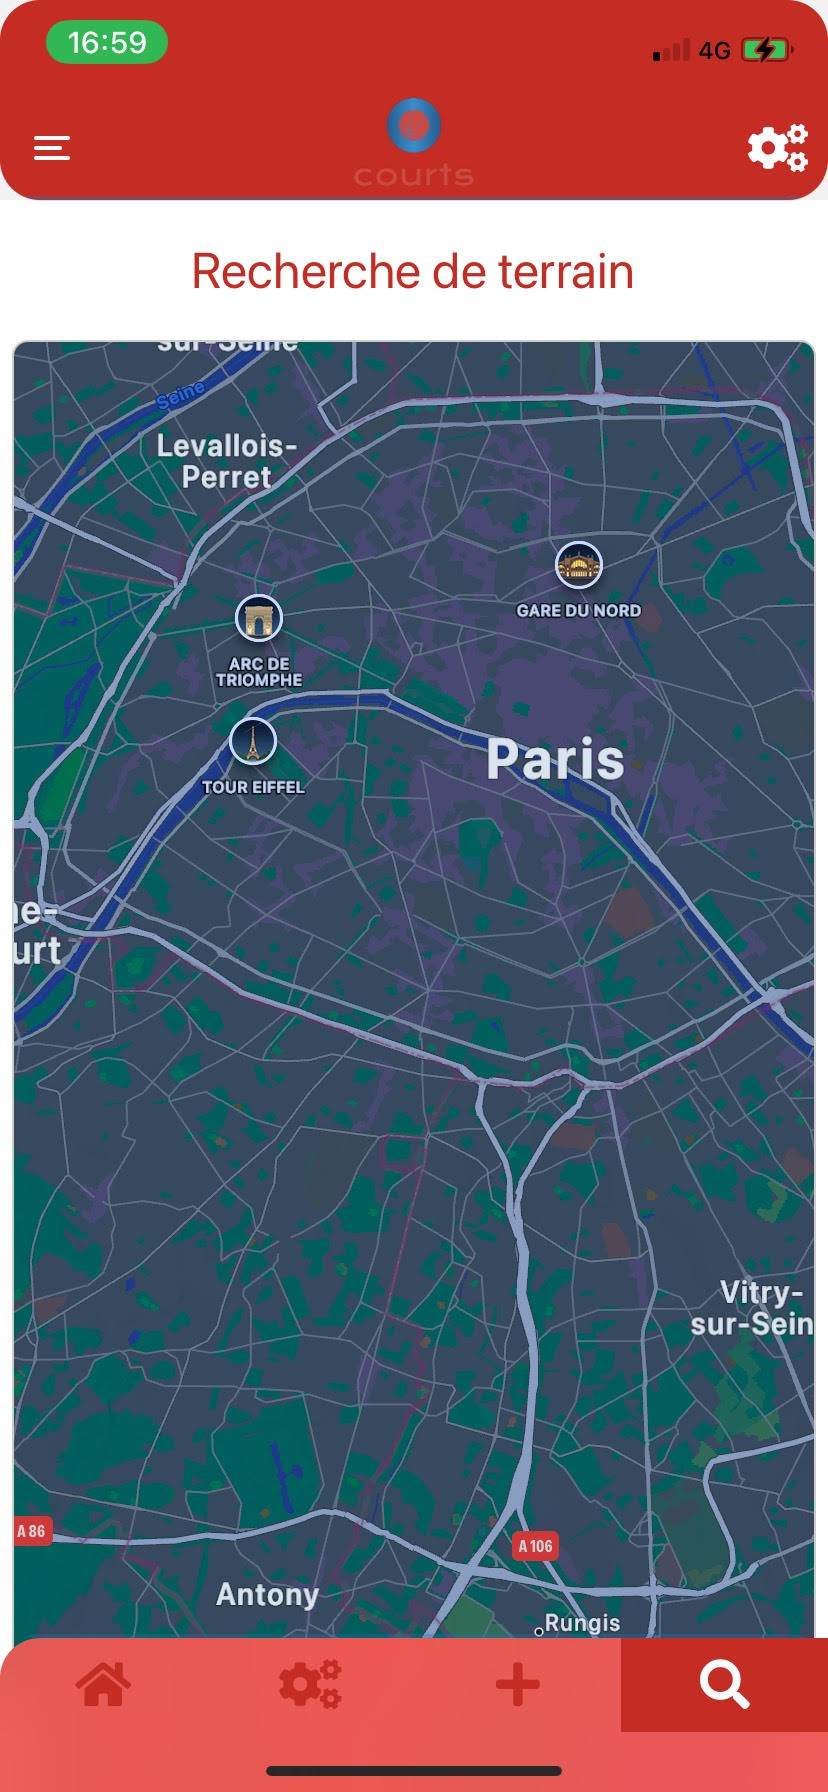 16:59
4G
courts
Recherche de terrain
sur-Seine
Seine
Levallois-
Perret
GARE DU NORD
ARC DE
TRIOMPHE
Paris
TOUR EIFFEL
ne-
urt
Vitry-
sur-Sein
A 86
A 106
Antony
Rungis